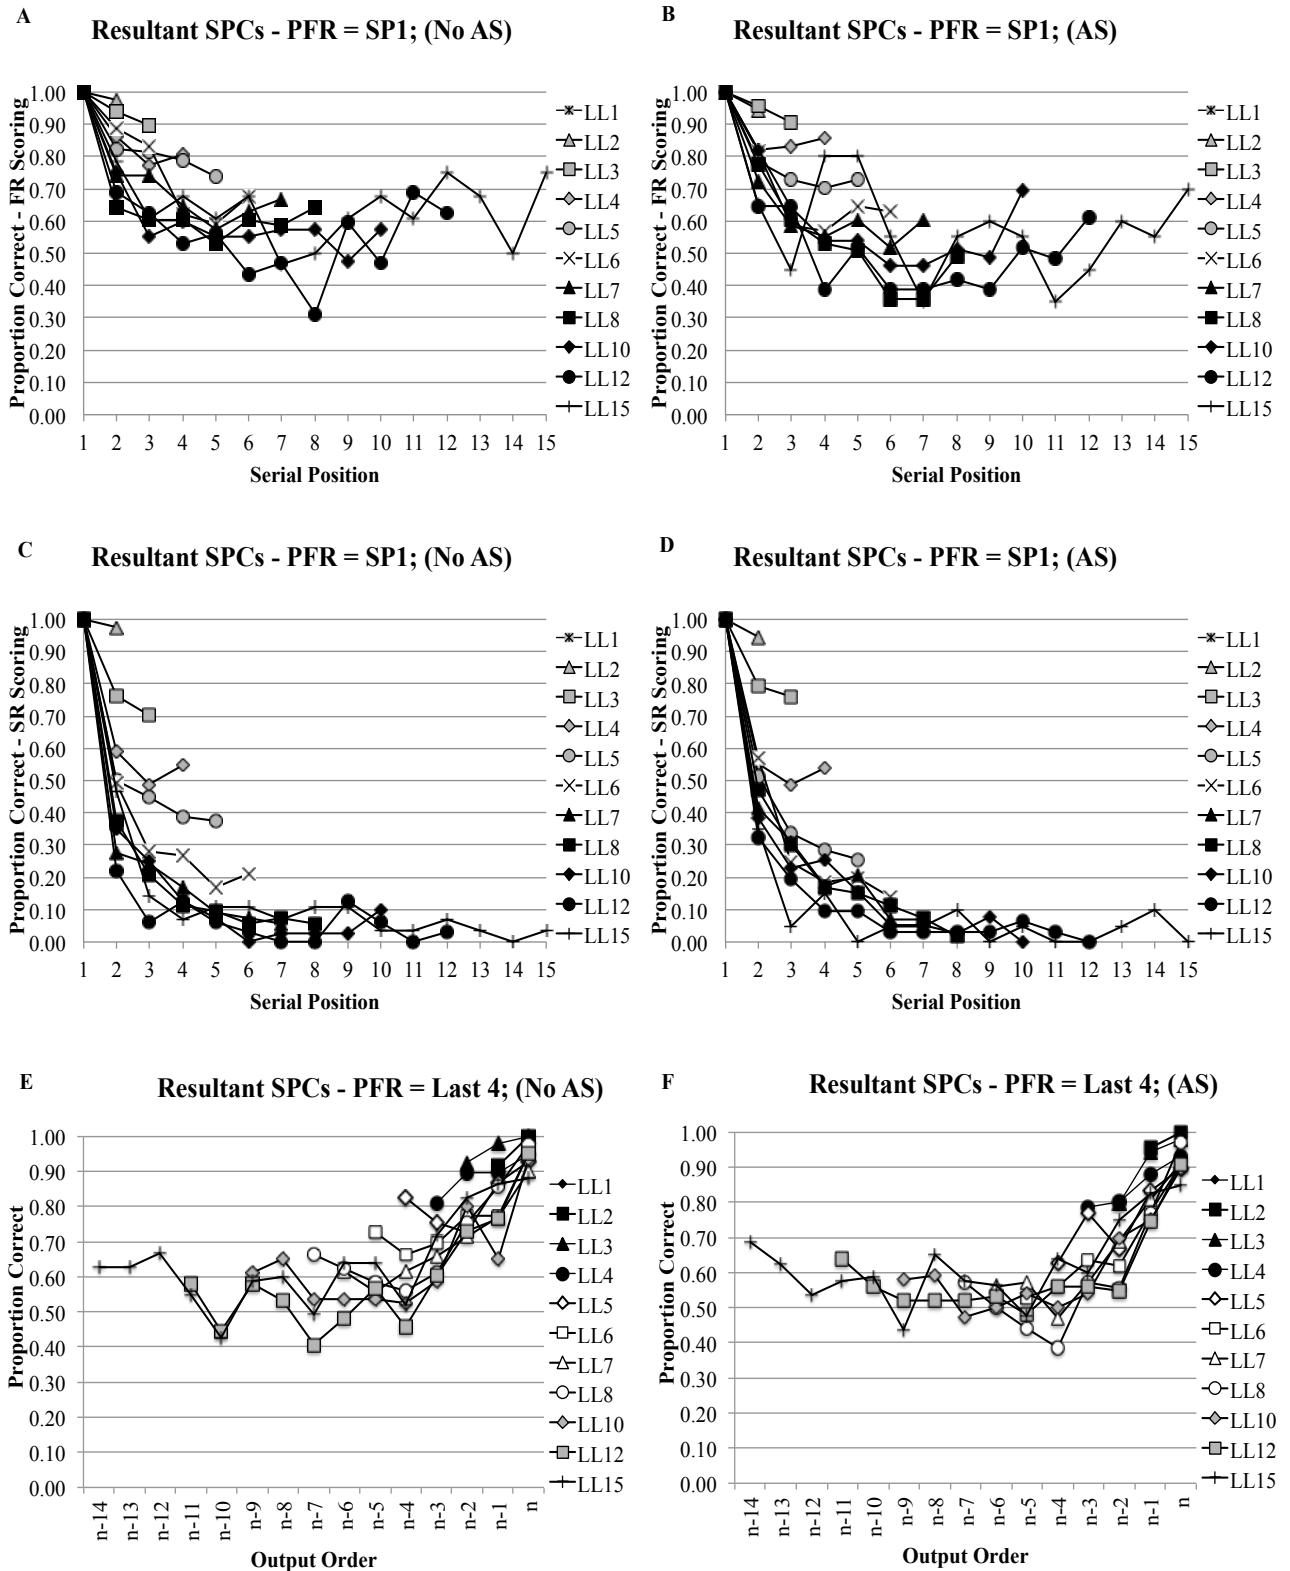 A
Resultant SPCs - PFR = SP1; (No AS)
Proportion Correct - FR Scoring
1.00
0.90
0.80
0.70
0.60
0.50
0.40
0.30
0.20
0.10
0.00
1 2 3 4 5 6 7 8 9 10 11 12 13 14 15
Serial Position
LL1
LL2
LL3
LL4
LL5
LL6
LL7
LL8
LL10
LL12
LL15
B
Resultant SPCs - PFR = SP1; (AS)
Proportion Correct - FR Scoring
1.00
0.90
0.80
0.70
0.60
0.50
0.40
0.30
0.20
0.10
0.00
1 2 3 4 5 6 7 8 9 10 11 12 13 14 15
Serial Position
LL1
LL2
LL3
LL4
LL5
LL6
LL7
LL8
LL10
LL12
LL15
C
Resultant SPCs - PFR = SP1; (No AS)
Proportion Correct - SR Scoring
1.00
0.90
0.80
0.70
0.60
0.50
0.40
0.30
0.20
0.10
0.00
1 2 3 4 5 6 7 8 9 10 11 12 13 14 15
Serial Position
LL1
LL2
LL3
LL4
LL5
LL6
LL7
LL8
LL10
LL12
LL15
D
Resultant SPCs - PFR = SP1; (AS)
Proportion Correct - SR Scoring
1.00
0.90
0.80
0.70
0.60
0.50
0.40
0.30
0.20
0.10
0.00
1 2 3 4 5 6 7 8 9 10 11 12 13 14 15
Serial Position
LL1
LL2
LL3
LL4
LL5
LL6
LL7
LL8
LL10
LL12
LL15
E
Resultant SPCs - PFR = Last 4; (No AS)
Proportion Correct
1.00
0.90
0.80
0.70
0.60
0.50
0.40
0.30
0.20
0.10
0.00
n-14 n-13 n-12 n-11 n-10 n-9 n-8 n-7 n-6 n-5 n-4 n-3 n-2 n-1 n
Output Order
LL1
LL2
LL3
LL4
LL5
LL6
LL7
LL8
LL10
LL12
LL15
F
Resultant SPCs - PFR = Last 4; (AS)
Proportion Correct
1.00
0.90
0.80
0.70
0.60
0.50
0.40
0.30
0.20
0.10
0.00
n-14 n-13 n-12 n-11 n-10 n-9 n-8 n-7 n-6 n-5 n-4 n-3 n-2 n-1 n
Output Order
LL1
LL2
LL3
LL4
LL5
LL6
LL7
LL8
LL10
LL12
LL15